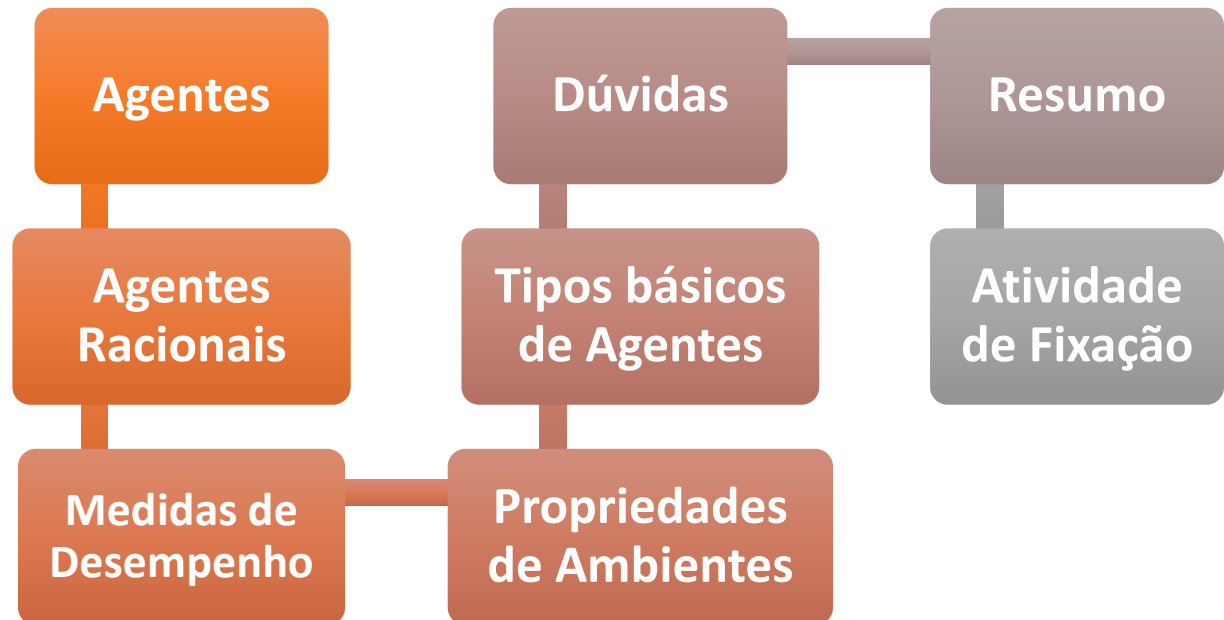 Agentes
Agentes
Racionais
Medidas de
Desempenho
Propriedades
de Ambientes
Tipos básicos
de Agentes
Dúvidas
Resumo
Atividade
de Fixação